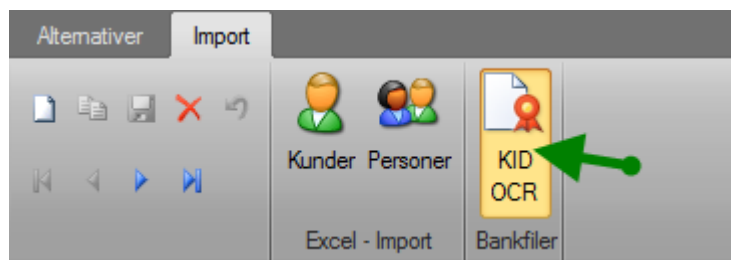 Alternativer Import
Kunder Personer KID
OCR
Excel - Import Bankfiler